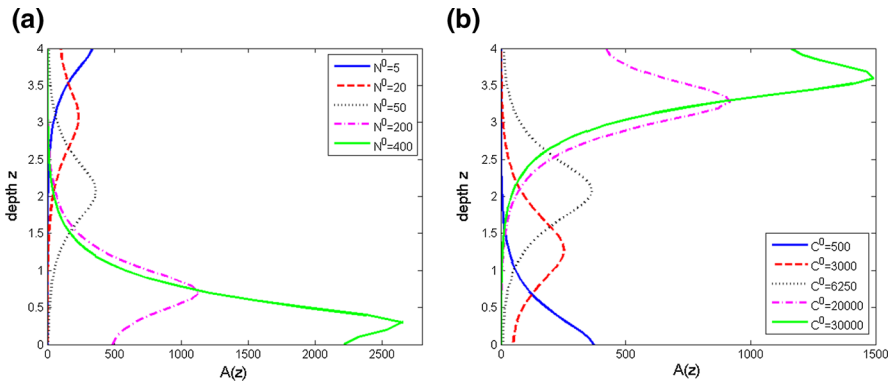 (a)
4
3.5
3
2.5
2
1.5
1
0.5
0
depth z
0
500
1000
1500
2000
2500
A(z)
N⁰=5
N⁰=20
N⁰=50
N⁰=200
N⁰=400
(b)
4
3.5
3
2.5
2
1.5
1
0.5
0
depth z
0
500
1000
1500
A(z)
C⁰=500
C⁰=3000
C⁰=6250
C⁰=20000
C⁰=30000